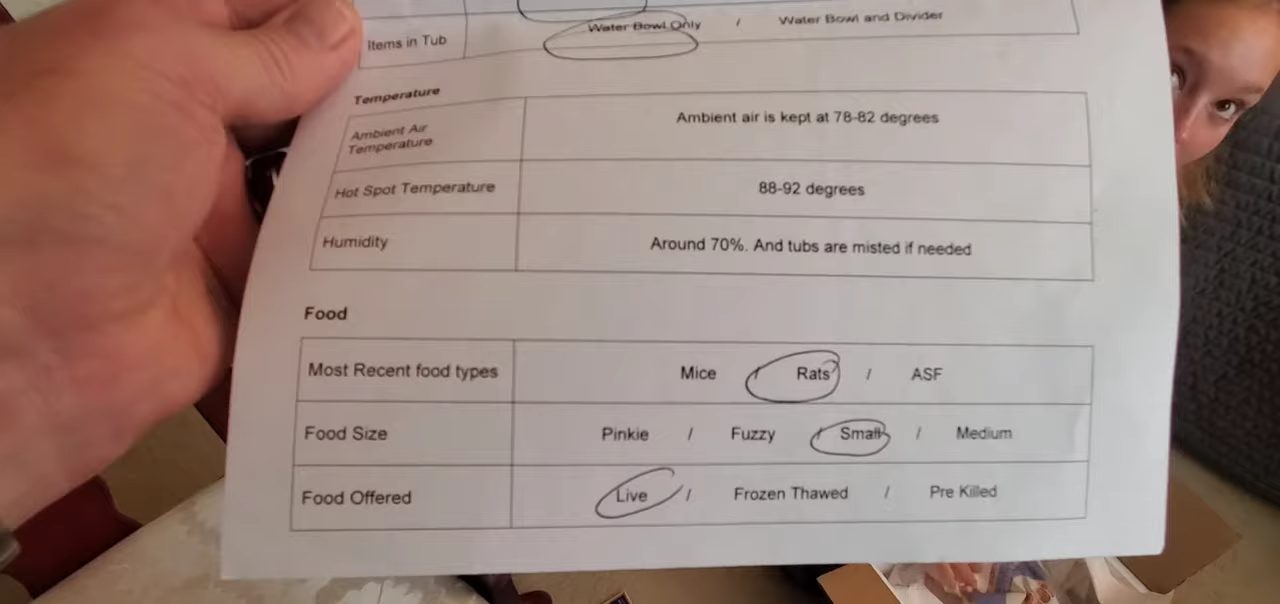 Items in Tub Water Bowl Only / Water Bowl and Divider
Temperature
Ambient Air
Temperature
Ambient air is kept at 78-82 degrees
Hot Spot Temperature 88-92 degrees
Humidity Around 70%. And tubs are misted if needed
Food
Most Recent food types Mice / Rats / ASF
Food Size Pinkie / Fuzzy / Small / Medium
Food Offered Live / Frozen Thawed / Pre Killed